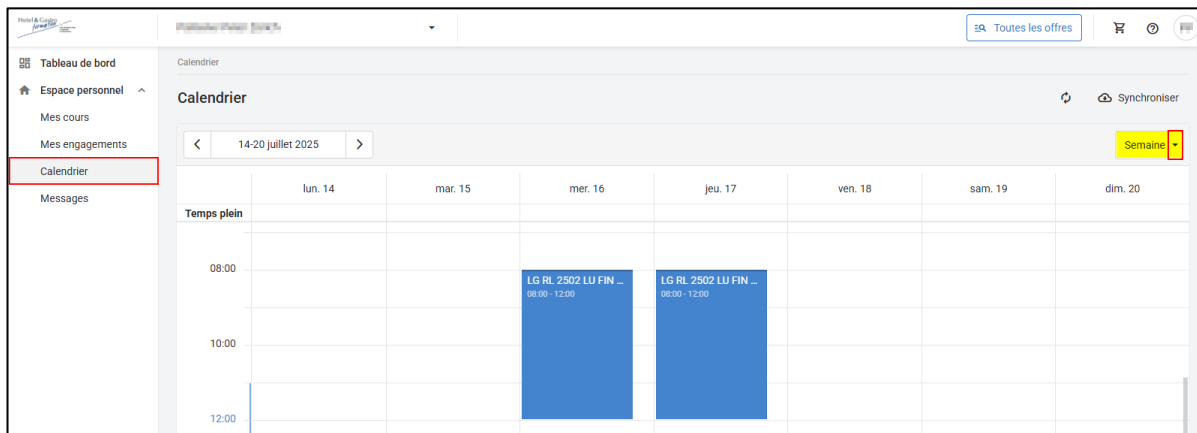 Hotel & Gastro
formation
Toutes les offres
Tableau de bord
Calendrier
Espace personnel
Calendrier
Synchroniser
Mes cours
Mes engagements
14-20 juillet 2025
Semaine
Calendrier
Messages
lun. 14 mar. 15 mer. 16 jeu. 17 ven. 18 sam. 19 dim. 20
Temps plein
08:00
LG RL 2502 LU FIN ... LG RL 2502 LU FIN ...
08:00 - 12:00 08:00 - 12:00
10:00
12:00